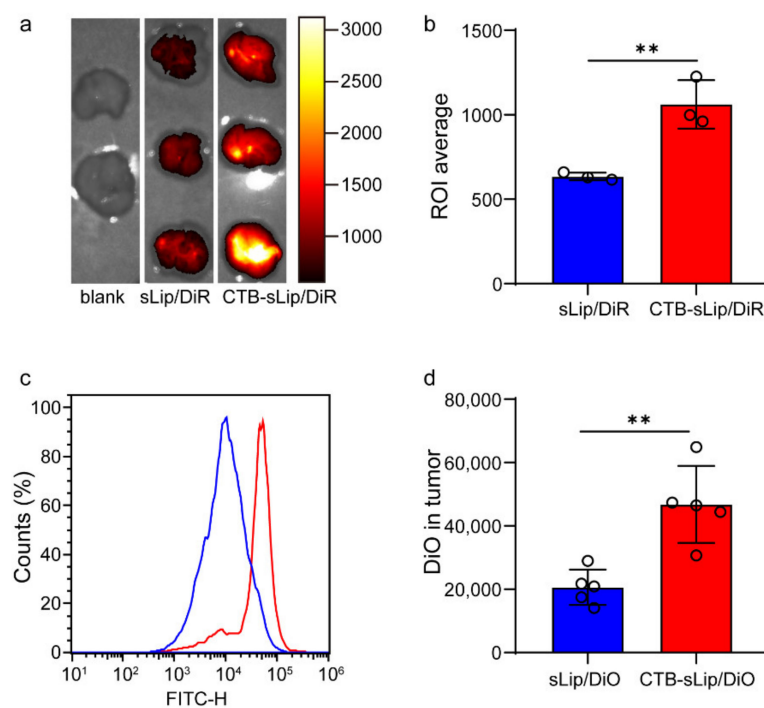 a
3000
2500
2000
1500
1000
blank sLip/DiR CTB-sLip/DiR
b
1500
1000
500
0
ROI average
**
sLip/DiR CTB-sLip/DiR
c
100
80
60
40
20
0
Counts (%)
10¹ 10² 10³ 10⁴ 10⁵ 10⁶
FITC-H
d
80,000
60,000
40,000
20,000
0
DiO in tumor
**
sLip/DiO CTB-sLip/DiO